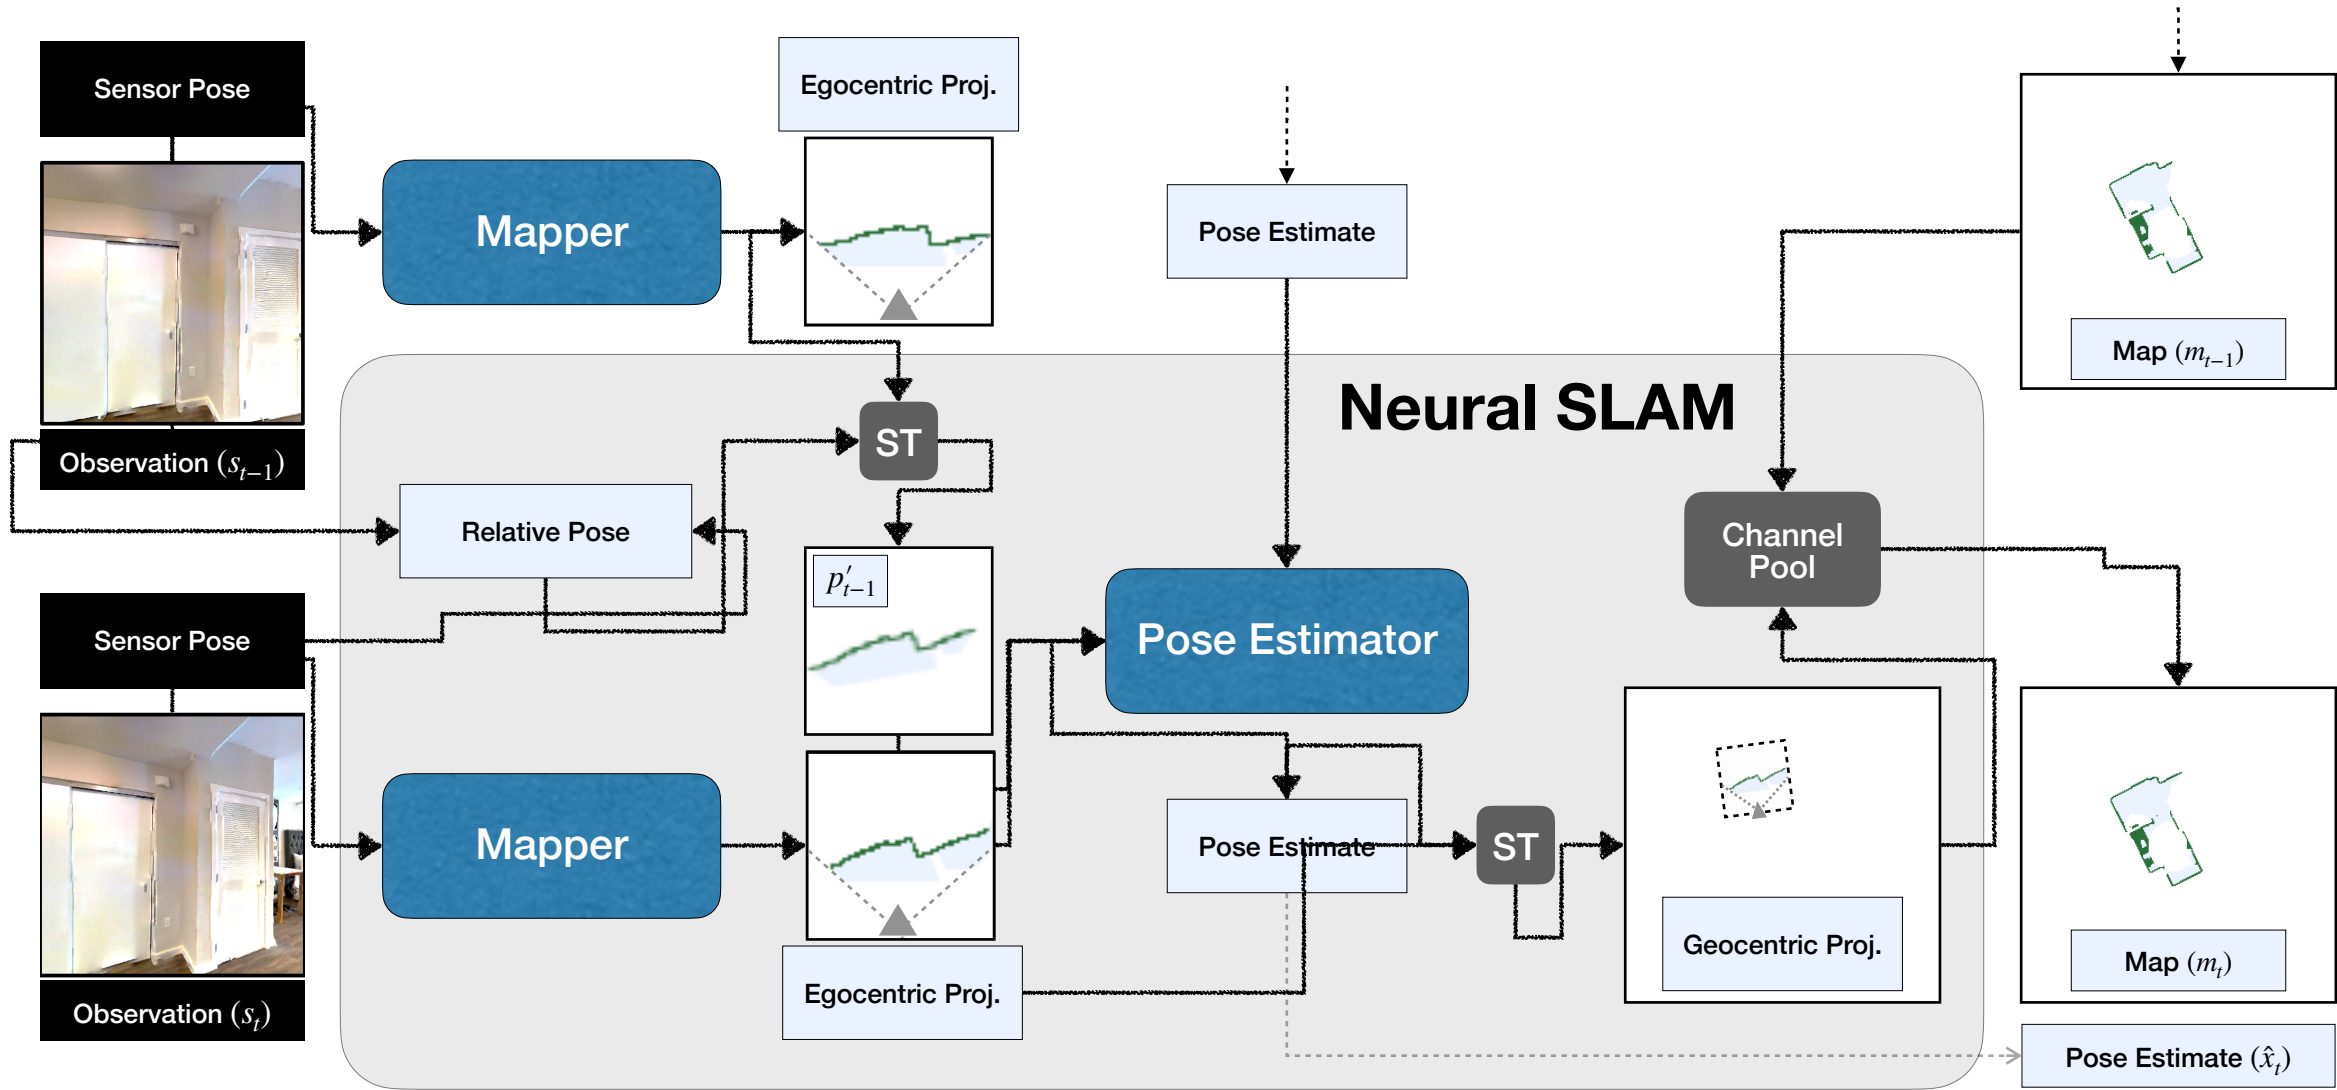 Sensor Pose
Egocentric Proj.
Mapper
Pose Estimate
Map (m_{t−1})
Neural SLAM
ST
Observation (s_{t−1})
Relative Pose
Channel
Pool
p′_{t−1}
Sensor Pose
Pose Estimator
Mapper
Pose Estimate
ST
Geocentric Proj.
Map (m_t)
Egocentric Proj.
Observation (s_t)
Pose Estimate (x̂_t)